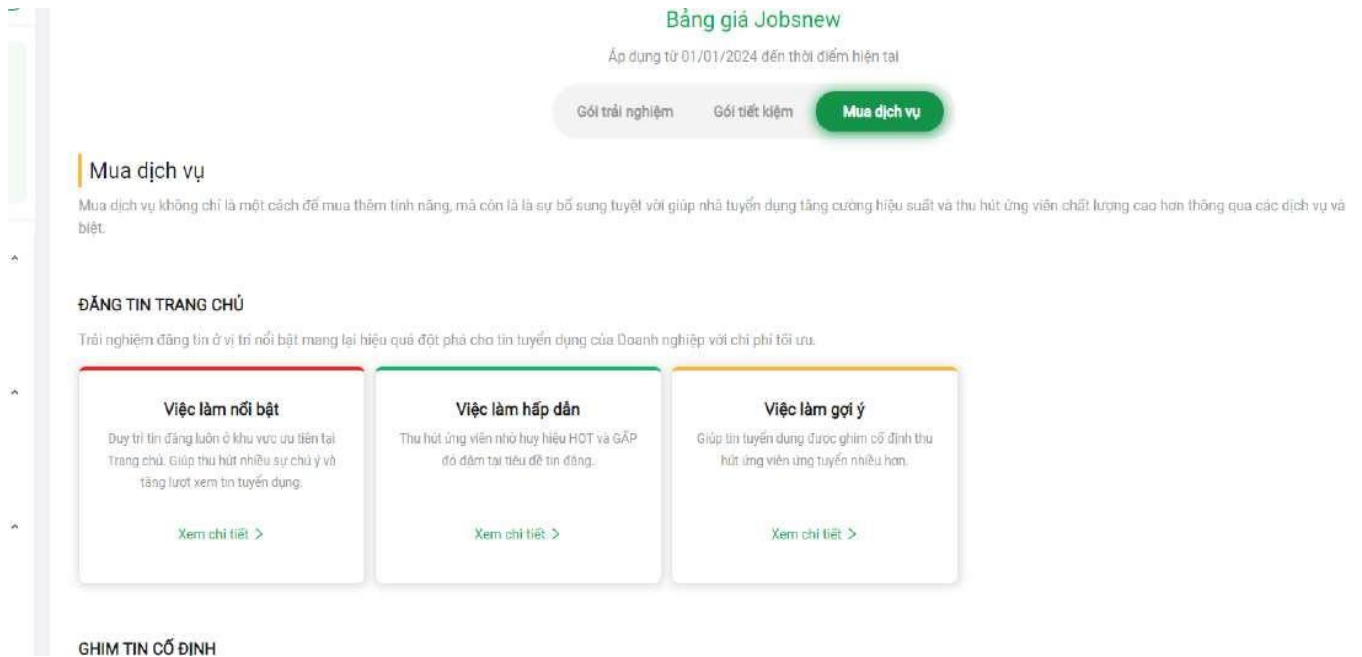 Bảng giá Jobsnew
Áp dụng từ 01/01/2024 đến thời điểm hiện tại
Gói trải nghiệm Gói tiết kiệm Mua dịch vụ
Mua dịch vụ
Mua dịch vụ không chỉ là một cách để mua thêm tính năng, mà còn là là sự bổ sung tuyệt vời giúp nhà tuyển dụng tăng cường hiệu suất và thu hút ứng viên chất lượng cao hơn thông qua các dịch vụ và
biệt.
ĐĂNG TIN TRANG CHỦ
Trải nghiệm đăng tin ở vị trí nổi bật mang lại hiệu quả đột phá cho tin tuyển dụng của Doanh nghiệp với chi phí tối ưu.
Việc làm nổi bật
Duy trì tin đăng luôn ở khu vực ưu tiên tại
Trang chủ. Giúp thu hút nhiều sự chú ý và
tăng lượt xem tin tuyển dụng.
Xem chi tiết >
Việc làm hấp dẫn
Thu hút ứng viên nhờ huy hiệu HOT và GẤP
đỏ đậm tại tiêu đề tin đăng.
Xem chi tiết >
Việc làm gợi ý
Giúp tin tuyển dụng được ghim cố định thu
hút ứng viên ứng tuyển nhiều hơn.
Xem chi tiết >
GHIM TIN CỐ ĐỊNH